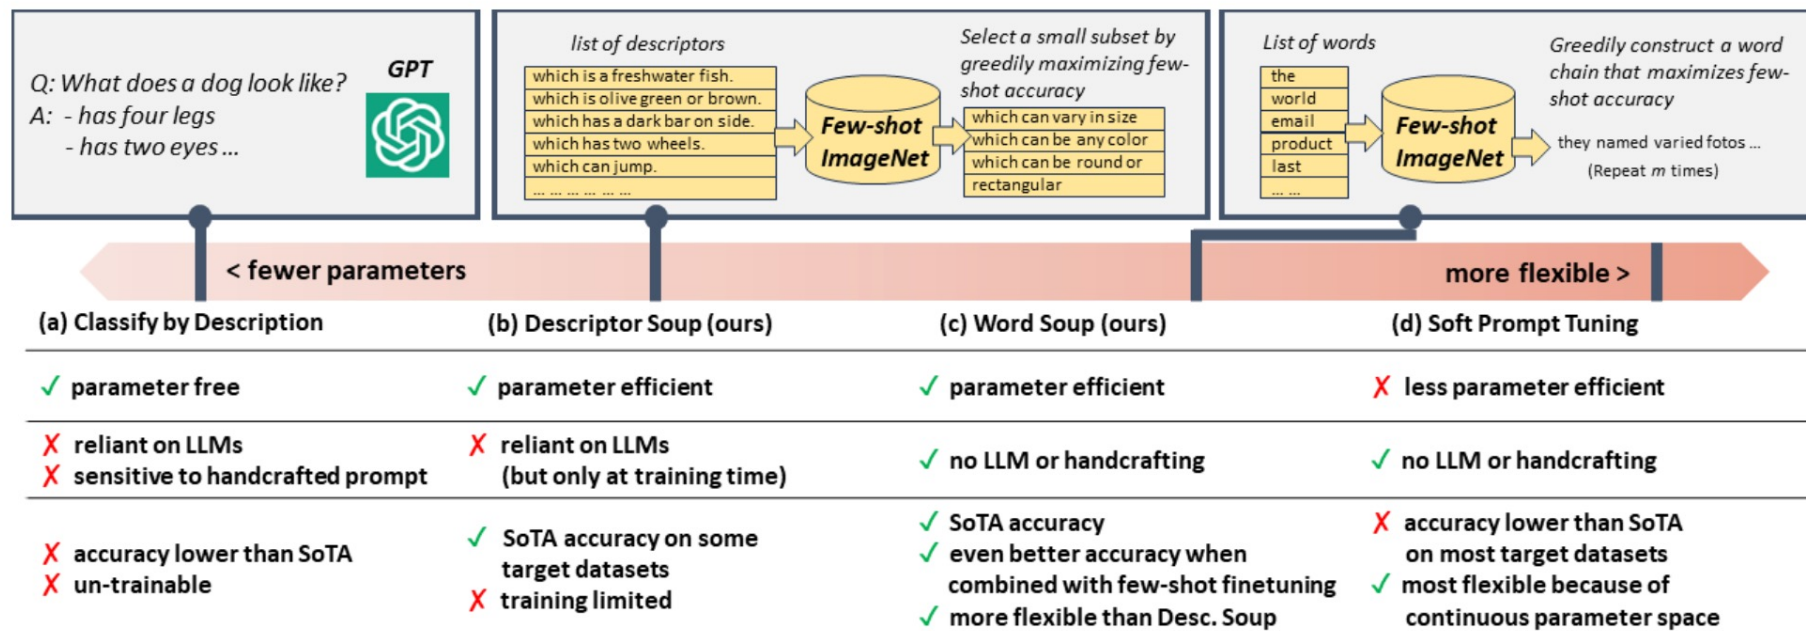 Q: What does a dog look like?
A: - has four legs
- has two eyes ...
GPT
list of descriptors
which is a freshwater fish.
which is olive green or brown.
which has a dark bar on side.
which has two wheels.
which can jump.
... ... ... ... ... ...
Few-shot
ImageNet
Select a small subset by
greedily maximizing few-
shot accuracy
which can vary in size
which can be any color
which can be round or
rectangular
List of words
the
world
email
product
last
... ...
Few-shot
ImageNet
Greedily construct a word
chain that maximizes few-
shot accuracy
they named varied fotos ...
(Repeat m times)
< fewer parameters
more flexible >
(a) Classify by Description
(b) Descriptor Soup (ours)
(c) Word Soup (ours)
(d) Soft Prompt Tuning
✓ parameter free
✓ parameter efficient
✓ parameter efficient
✗ less parameter efficient
✗ reliant on LLMs
✗ sensitive to handcrafted prompt
✗ reliant on LLMs
(but only at training time)
✓ no LLM or handcrafting
✓ no LLM or handcrafting
✗ accuracy lower than SoTA
✗ un-trainable
✓ SoTA accuracy on some
target datasets
✗ training limited
✓ SoTA accuracy
✓ even better accuracy when
combined with few-shot finetuning
✓ more flexible than Desc. Soup
✗ accuracy lower than SoTA
on most target datasets
✓ most flexible because of
continuous parameter space